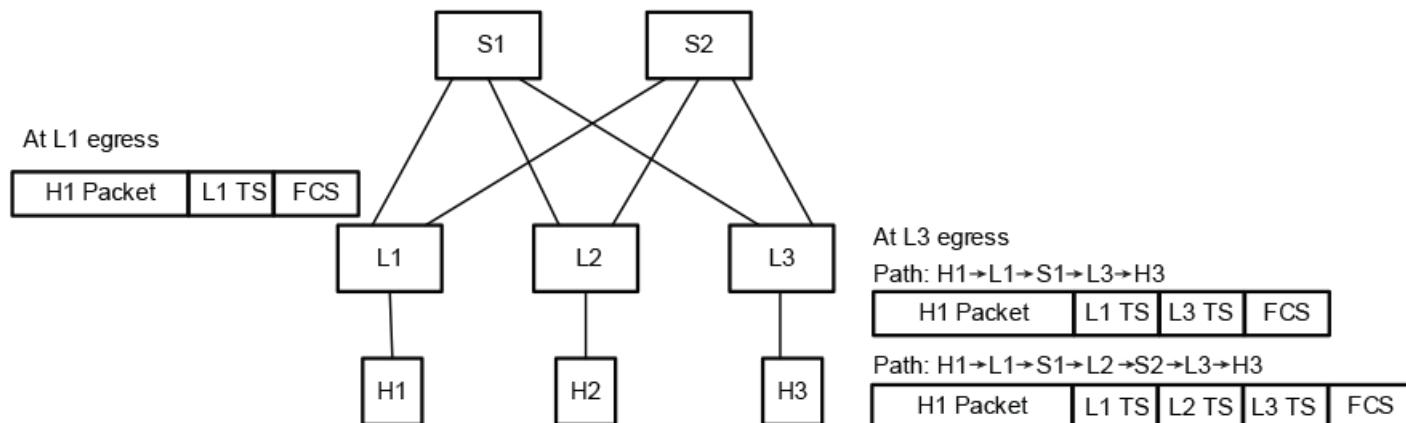 S1
S2
At L1 egress
H1 Packet L1 TS FCS
L1
L2
L3
At L3 egress
Path: H1→L1→S1→L3→H3
H1 Packet L1 TS L3 TS FCS
H1
H2
H3
Path: H1→L1→S1→L2→S2→L3→H3
H1 Packet L1 TS L2 TS L3 TS FCS